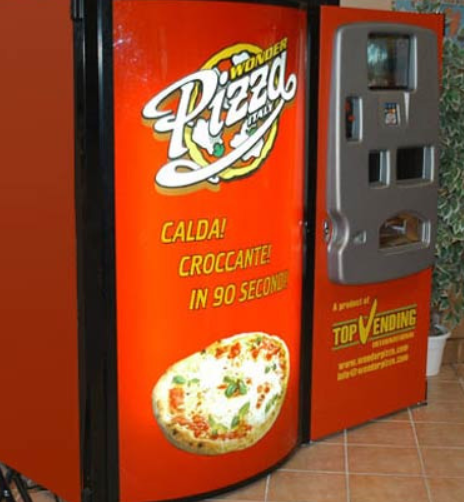 WONDER
Pizza
ITALY
CALDA!
CROCCANTE!
IN 90 SECONDI!
A product of
TOP VENDING
www.wonderpizza.com
info@wonderpizza.com